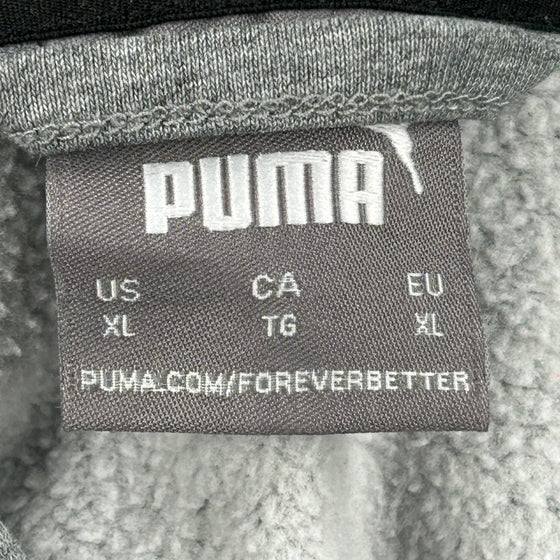 PUMA
US CA EU
XL TG XL
PUMA.COM/FOREVERBETTER